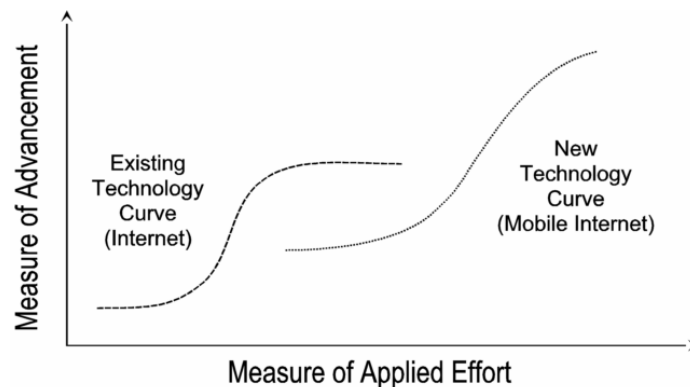 Measure of Advancement
Existing
Technology
Curve
(Internet)
New
Technology
Curve
(Mobile Internet)
Measure of Applied Effort